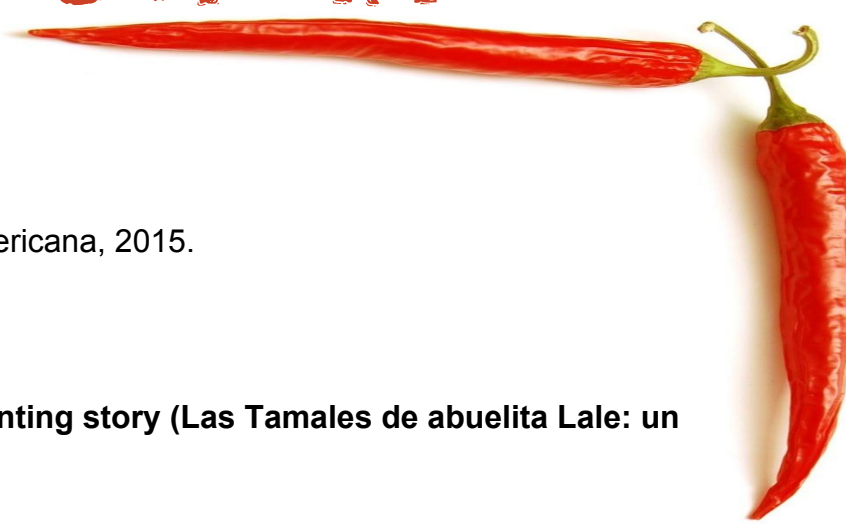 ericana, 2015.
nting story (Las Tamales de abuelita Lale: un